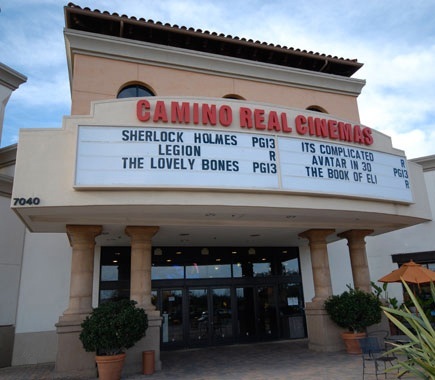 CAMINO REAL CINEMAS
SHERLOCK HOLMES PG13
LEGION R
THE LOVELY BONES PG13
ITS COMPLICATED R
AVATAR IN 3D PG13
THE BOOK OF ELI R
7040